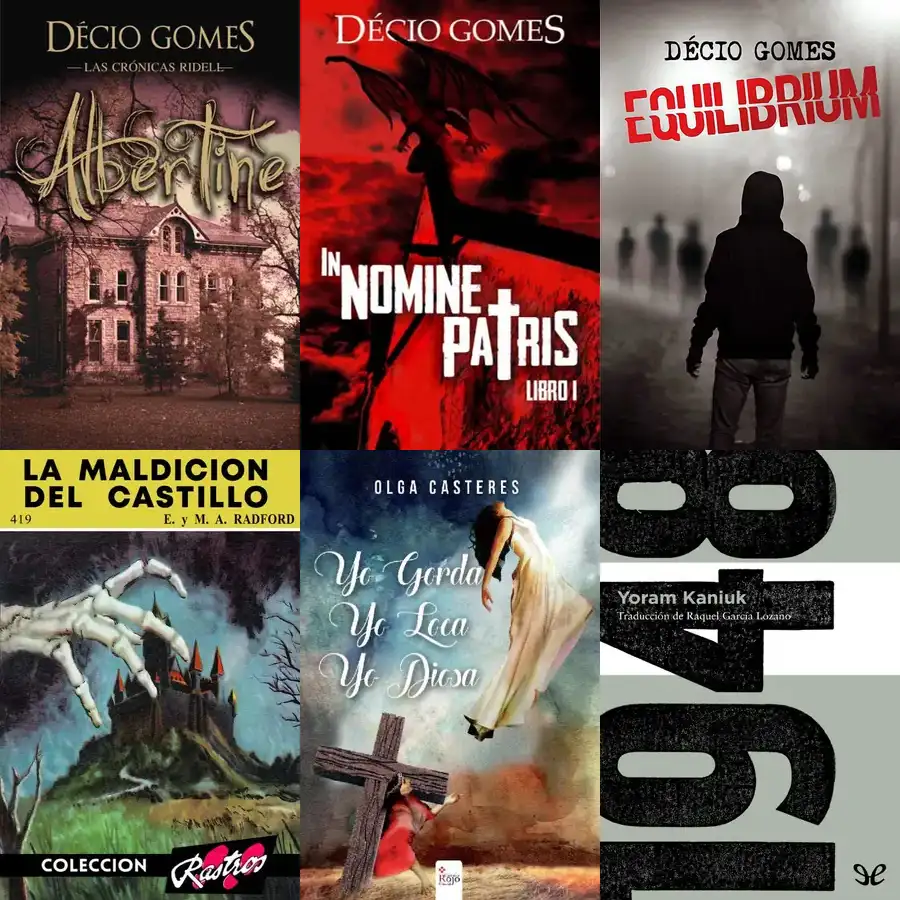 DÉCIO GOMES
LAS CRÓNICAS RIDELL
Albertine
DÉCIO GOMES
IN
NOMINE
PATRIS
LIBRO I
DÉCIO GOMES
EQUILIBRIUM
LA MALDICION
DEL CASTILLO
419 E. y M. A. RADFORD
COLECCION Rastros
OLGA CASTERES
Yo Gorda
Yo Loca
Yo Diosa
Rojo
1948
Yoram Kaniuk
Traducción de Raquel García Lozano